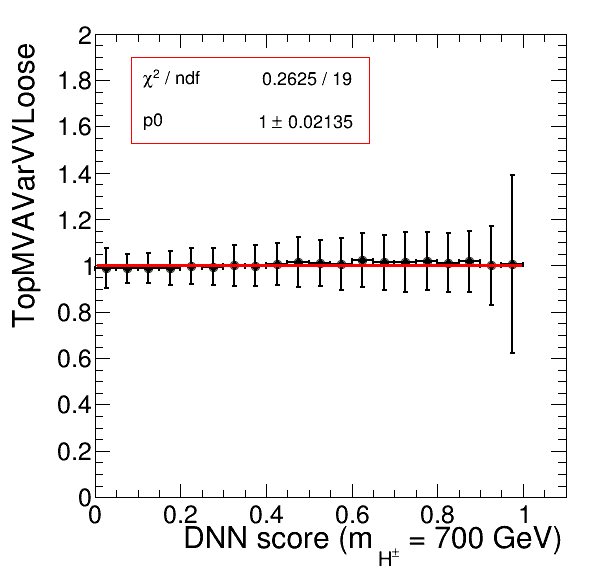 2
1.8
1.6
1.4
1.2
1
0.8
0.6
0.4
0.2
0
TopMVAVarVVLoose
χ² / ndf 0.2625 / 19
p0 1 ± 0.02135
0 0.2 0.4 0.6 0.8 1
DNN score (m_H± = 700 GeV)